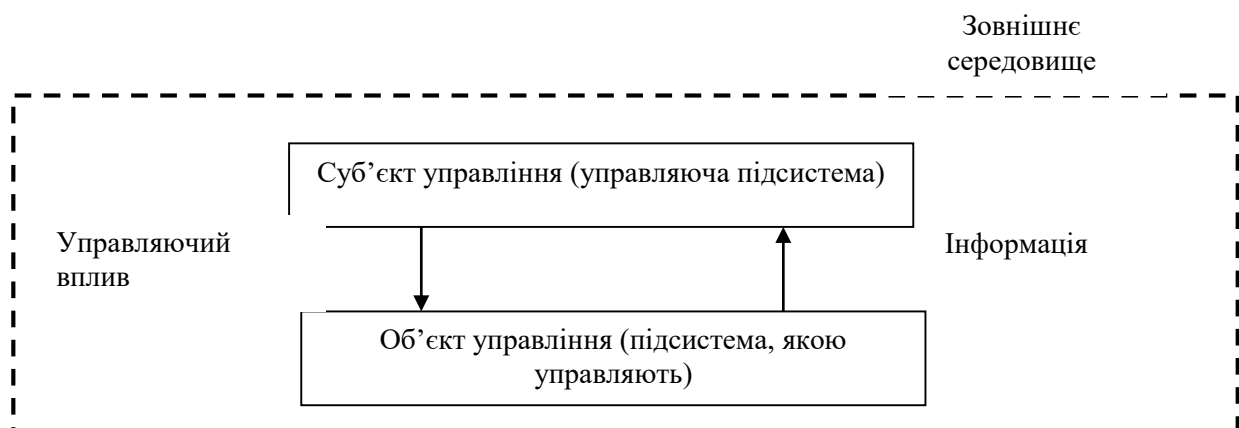 Зовнішнє
середовище
Суб’єкт управління (управляюча підсистема)
Управляючий
вплив
Інформація
Об’єкт управління (підсистема, якою
управляють)